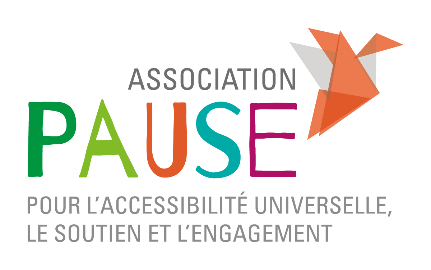 ASSOCIATION
PAUSE
POUR L'ACCESSIBILITÉ UNIVERSELLE,
LE SOUTIEN ET L'ENGAGEMENT